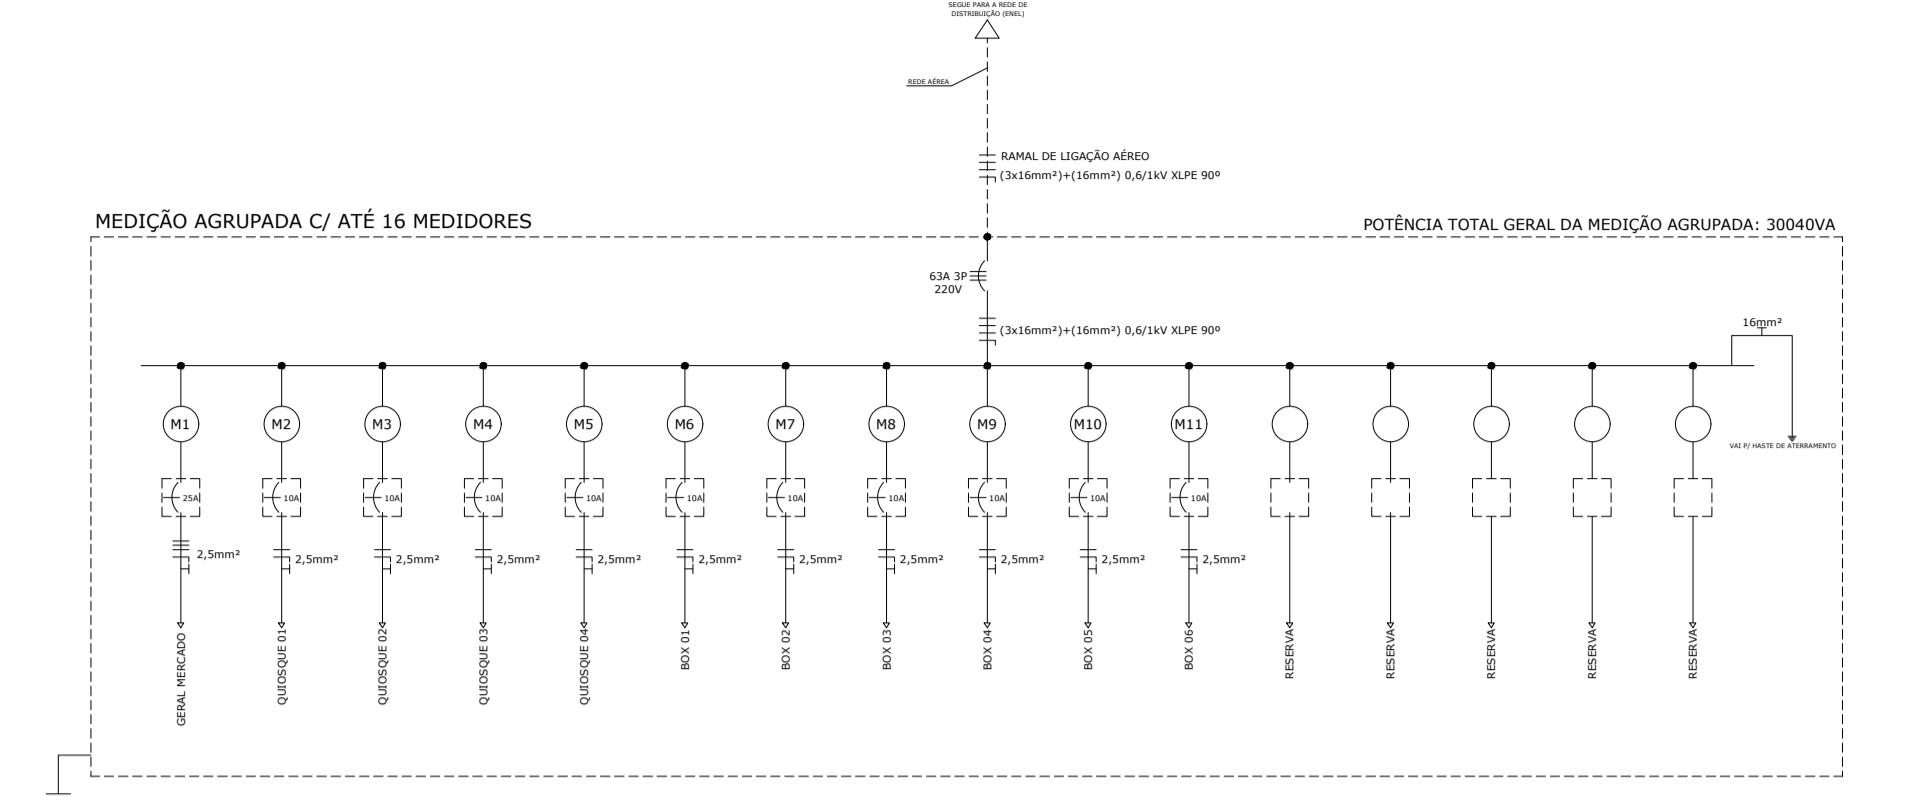 SEGUE PARA A REDE DE
DISTRIBUIÇÃO (ENEL)
REDE AÉREA
RAMAL DE LIGAÇÃO AÉREO
(3x16mm²)+(16mm²) 0,6/1kV XLPE 90º
MEDIÇÃO AGRUPADA C/ ATÉ 16 MEDIDORES
POTÊNCIA TOTAL GERAL DA MEDIÇÃO AGRUPADA: 30040VA
63A 3P
220V
(3x16mm²)+(16mm²) 0,6/1kV XLPE 90º
16mm²
M1 M2 M3 M4 M5 M6 M7 M8 M9 M10 M11
VAI P/ HASTE DE ATERRAMENTO
25A 10A 10A 10A 10A 10A 10A 10A 10A 10A 10A
2,5mm² 2,5mm² 2,5mm² 2,5mm² 2,5mm² 2,5mm² 2,5mm² 2,5mm² 2,5mm² 2,5mm² 2,5mm²
GERAL MERCADO
QUIOSQUE 01
QUIOSQUE 02
QUIOSQUE 03
QUIOSQUE 04
BOX 01
BOX 02
BOX 03
BOX 04
BOX 05
BOX 06
RESERVA
RESERVA
RESERVA
RESERVA
RESERVA